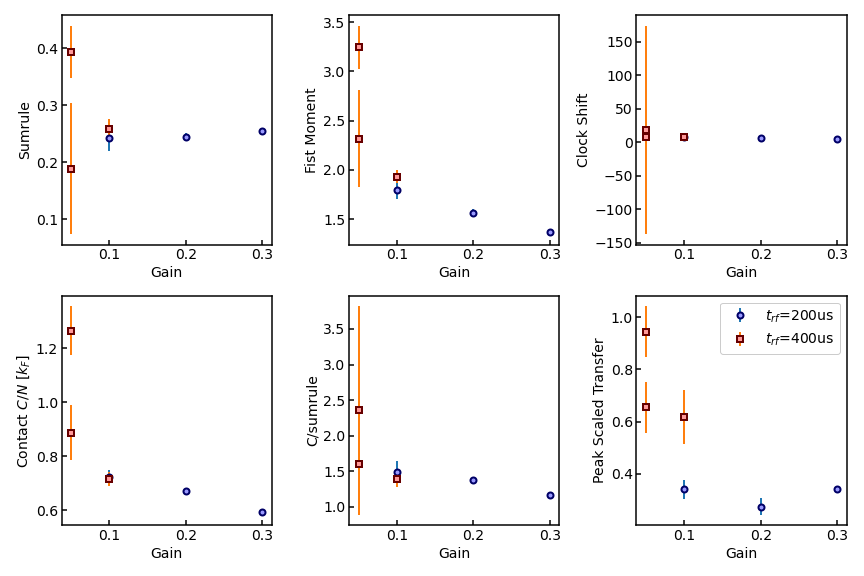 Sumrule
0.4
0.3
0.2
0.1
0.1 0.2 0.3
Gain
Fist Moment
3.5
3.0
2.5
2.0
1.5
0.1 0.2 0.3
Gain
Clock Shift
150
100
50
0
−50
−100
−150
0.1 0.2 0.3
Gain
Contact C/N [k_F]
1.2
1.0
0.8
0.6
0.1 0.2 0.3
Gain
C/sumrule
3.5
3.0
2.5
2.0
1.5
1.0
0.1 0.2 0.3
Gain
Peak Scaled Transfer
1.0
0.8
0.6
0.4
0.1 0.2 0.3
Gain
t_rf=200us
t_rf=400us